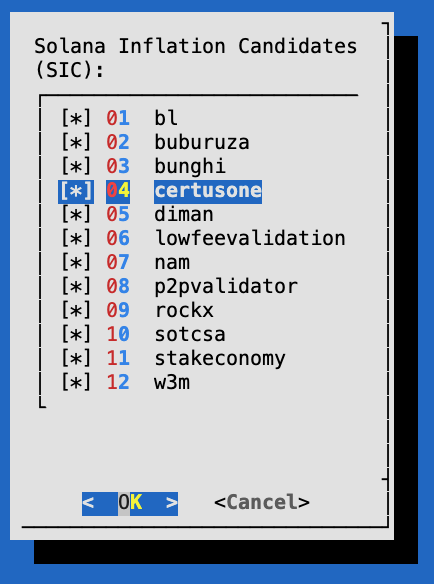 Solana Inflation Candidates
(SIC):
[*] 01 bl
[*] 02 buburuza
[*] 03 bunghi
[*] 04 certusone
[*] 05 diman
[*] 06 lowfeevalidation
[*] 07 nam
[*] 08 p2pvalidator
[*] 09 rockx
[*] 10 sotcsa
[*] 11 stakeconomy
[*] 12 w3m
< OK > <Cancel>